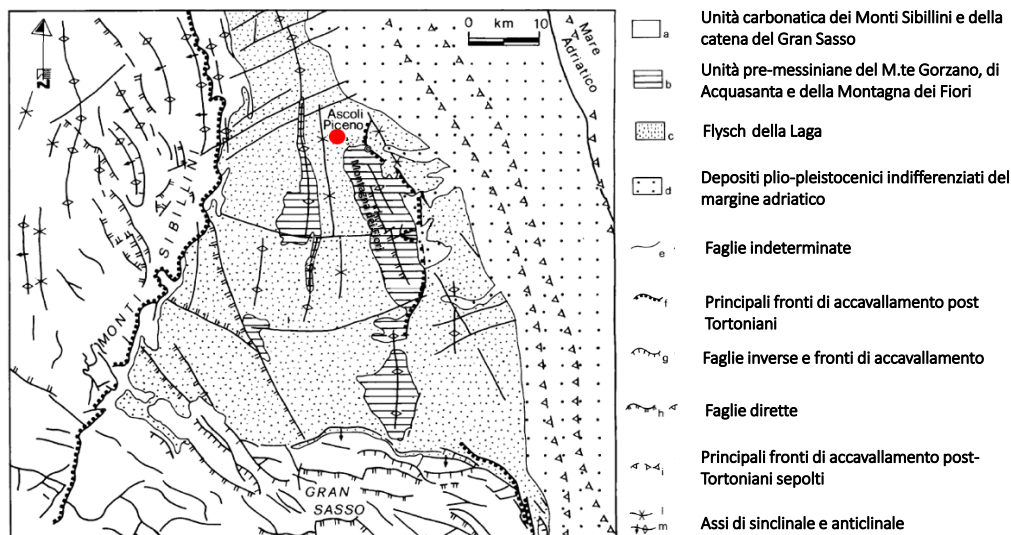 0 km 10
N
Mare
Adriatico
Ascoli
Piceno
Montagna dei Fiori
MONTI SIBILLINI
GRAN
SASSO
a Unità carbonatica dei Monti Sibillini e della
catena del Gran Sasso
b Unità pre-messiniane del M.te Gorzano, di
Acquasanta e della Montagna dei Fiori
c Flysch della Laga
d Depositi plio-pleistocenici indifferenziati del
margine adriatico
e Faglie indeterminate
f Principali fronti di accavallamento post
Tortoniani
g Faglie inverse e fronti di accavallamento
h Faglie dirette
i Principali fronti di accavallamento post-
Tortoniani sepolti
l
m Assi di sinclinale e anticlinale